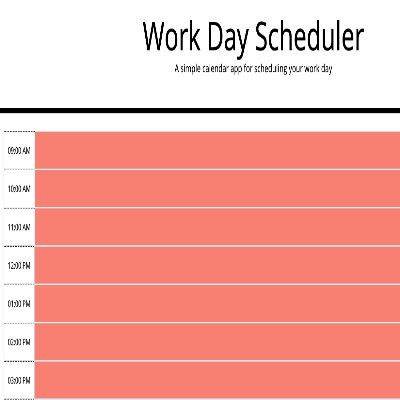 Work Day Scheduler
A simple calendar app for scheduling your work day
09:00 AM
10:00 AM
11:00 AM
12:00 PM
01:00 PM
02:00 PM
03:00 PM